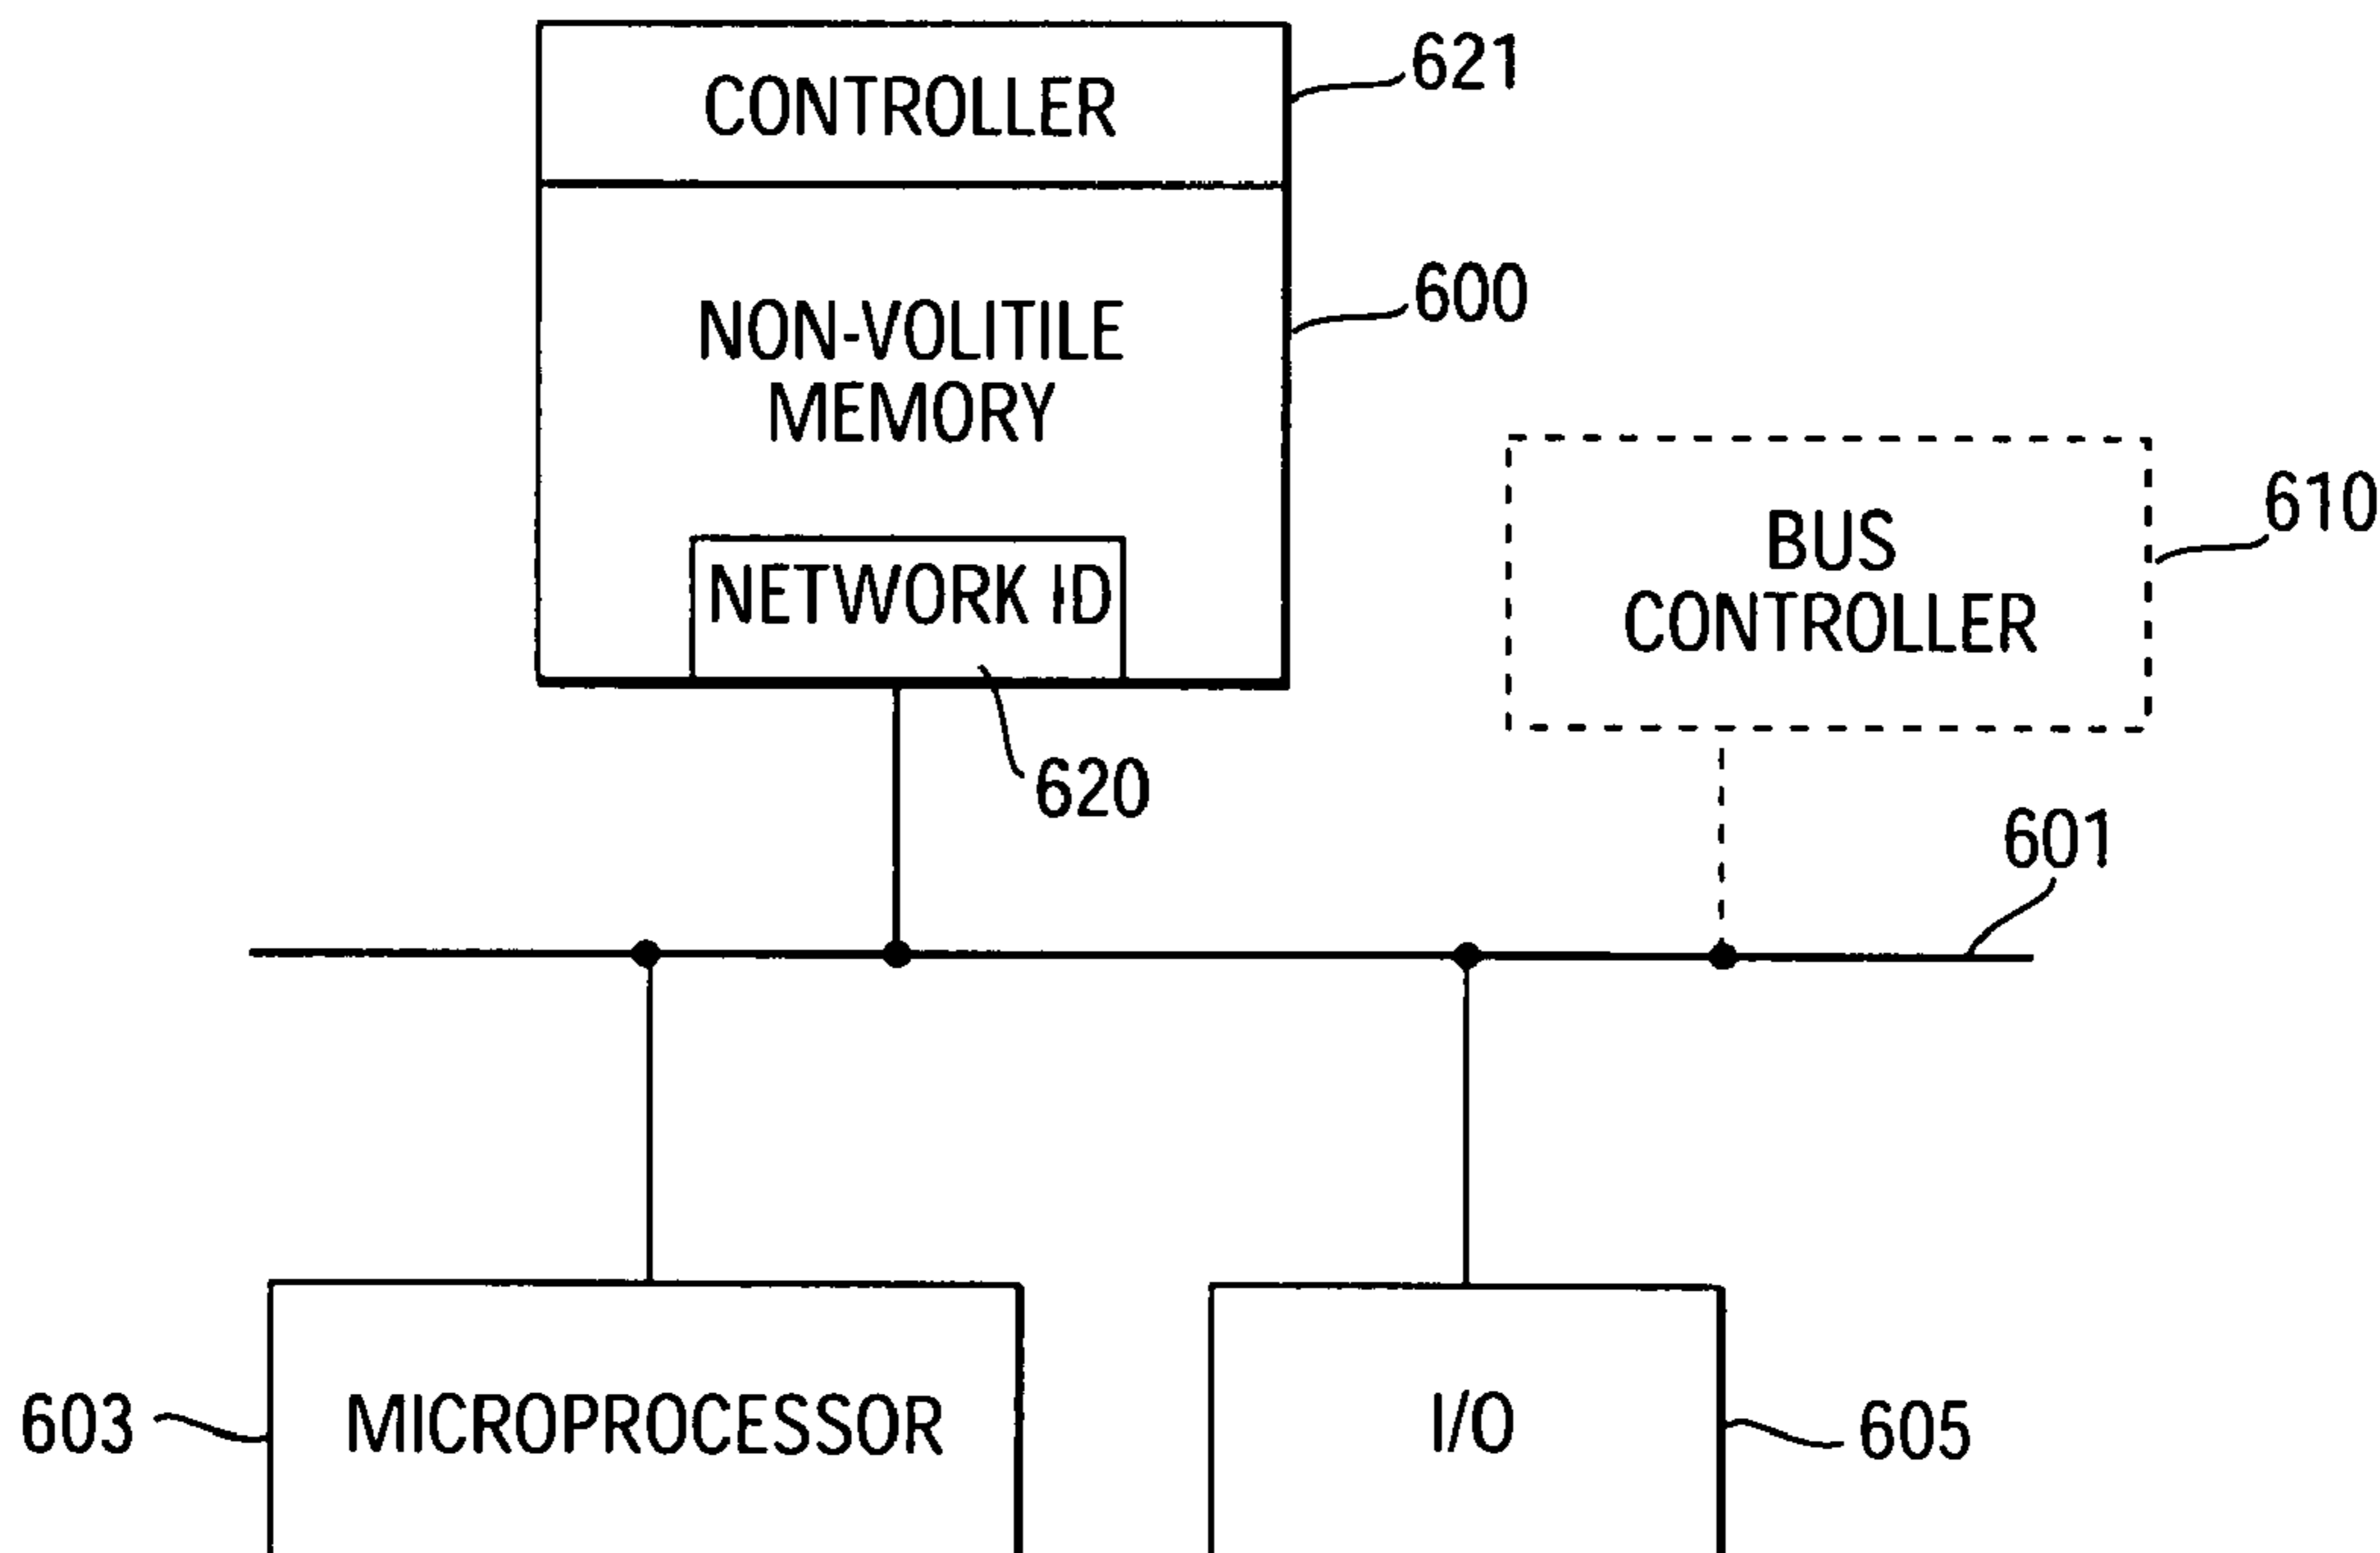 CONTROLLER
621
NON-VOLITILE
MEMORY
600
NETWORK ID
620
BUS
CONTROLLER
610
601
603
MICROPROCESSOR
I/O
605